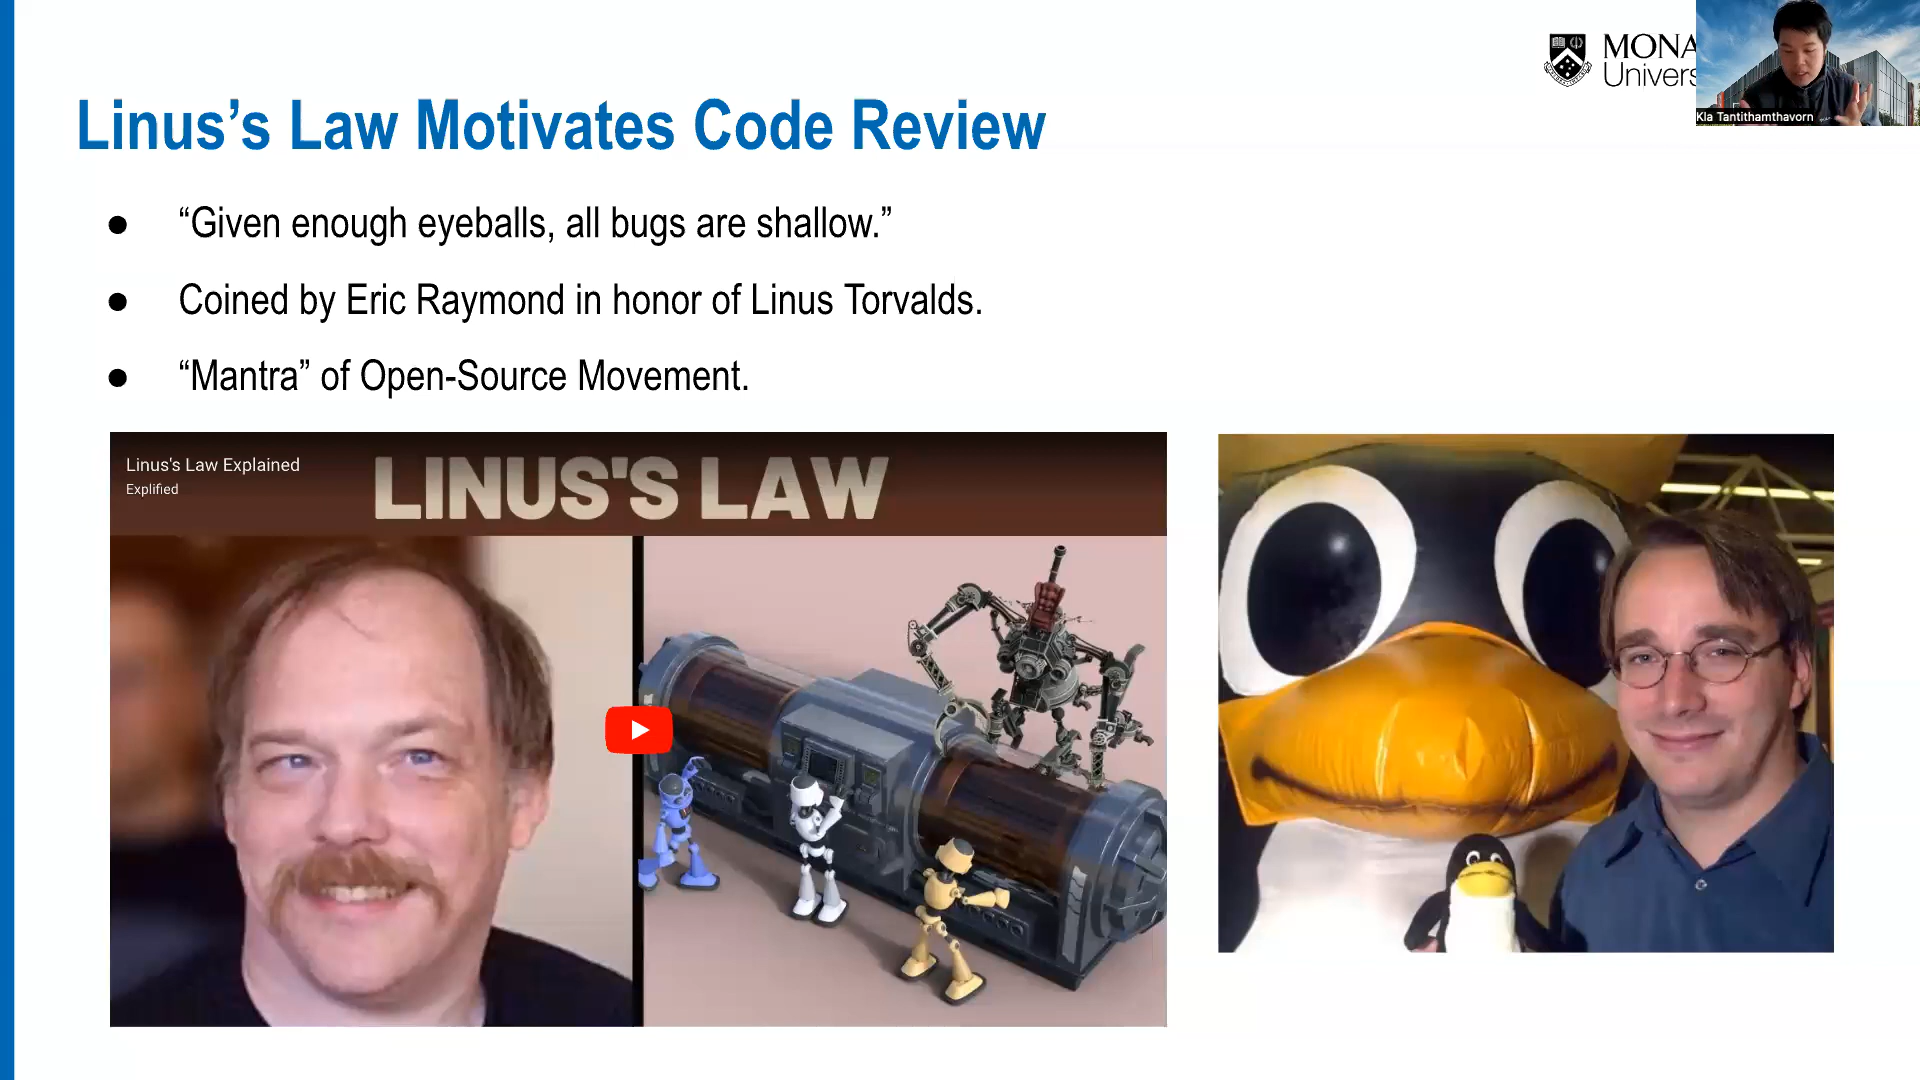 MONA
Univers
Kla Tantithamthavorn
Linus’s Law Motivates Code Review
● “Given enough eyeballs, all bugs are shallow.”
● Coined by Eric Raymond in honor of Linus Torvalds.
● “Mantra” of Open-Source Movement.
Linus's Law Explained
Explified
LINUS'S LAW